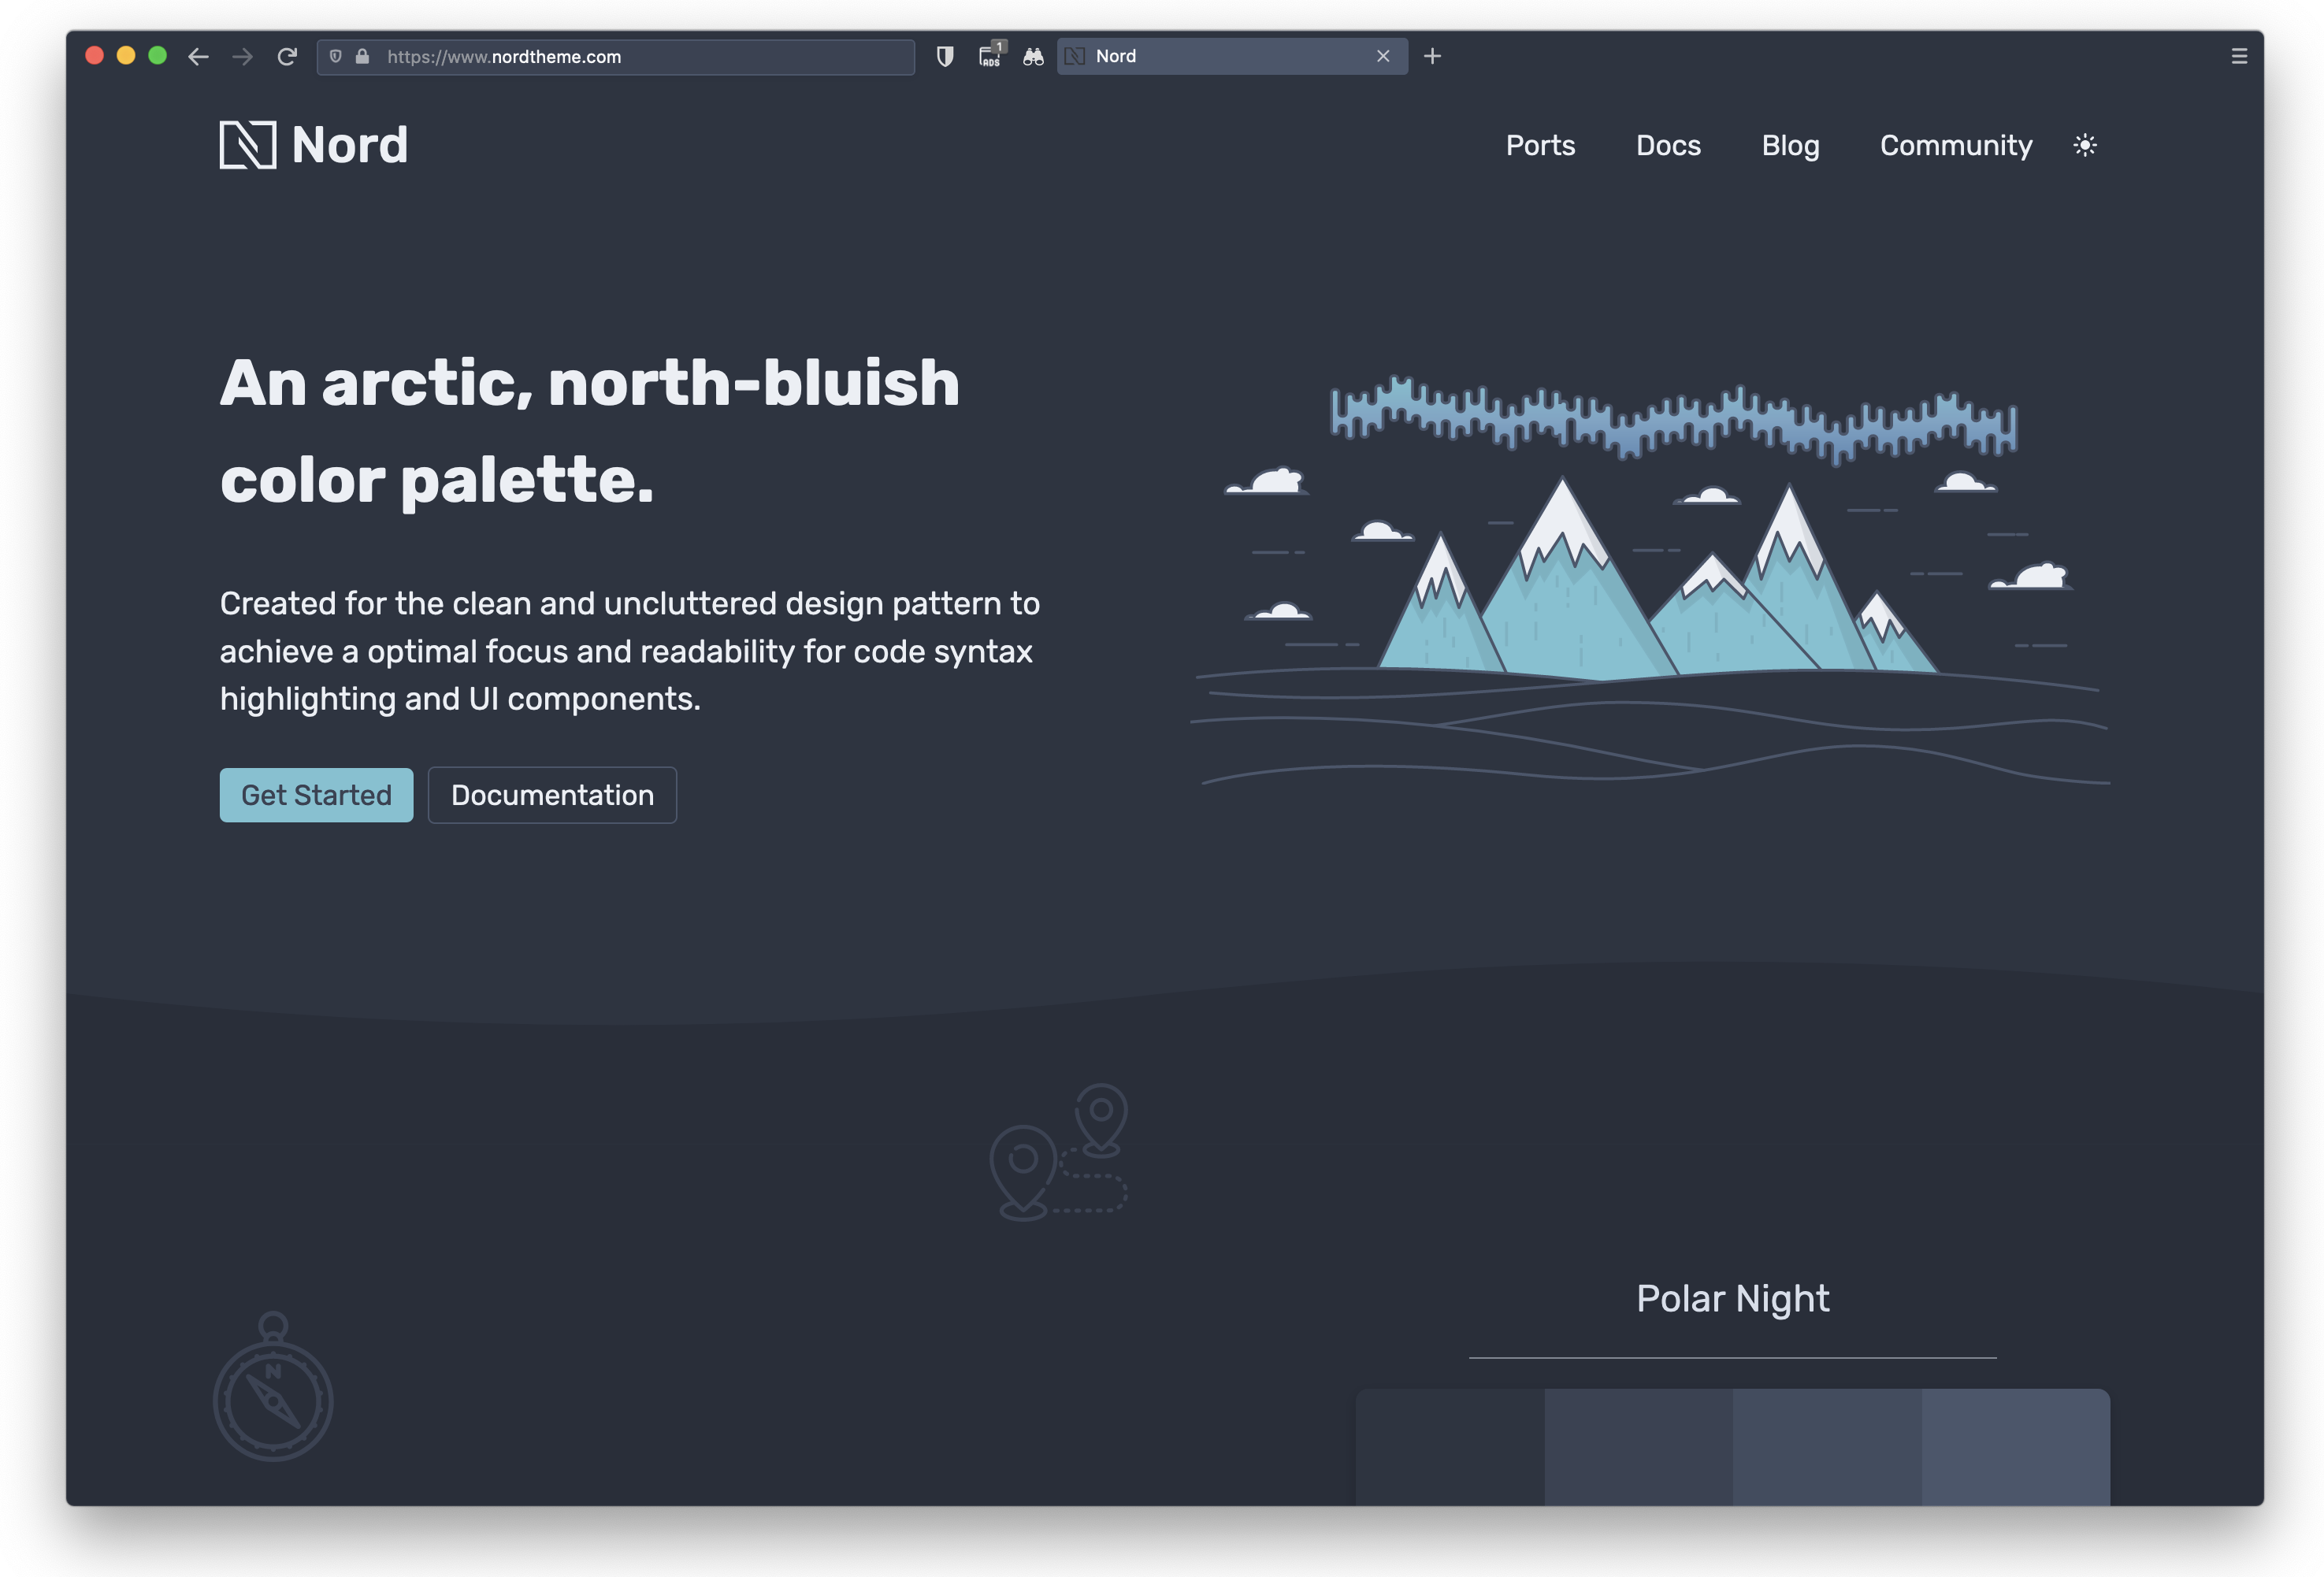 https://www.nordtheme.com
1
ADS
Nord
Nord
Ports
Docs
Blog
Community
An arctic, north-bluish
color palette.
Created for the clean and uncluttered design pattern to
achieve a optimal focus and readability for code syntax
highlighting and UI components.
Get Started
Documentation
N
Polar Night